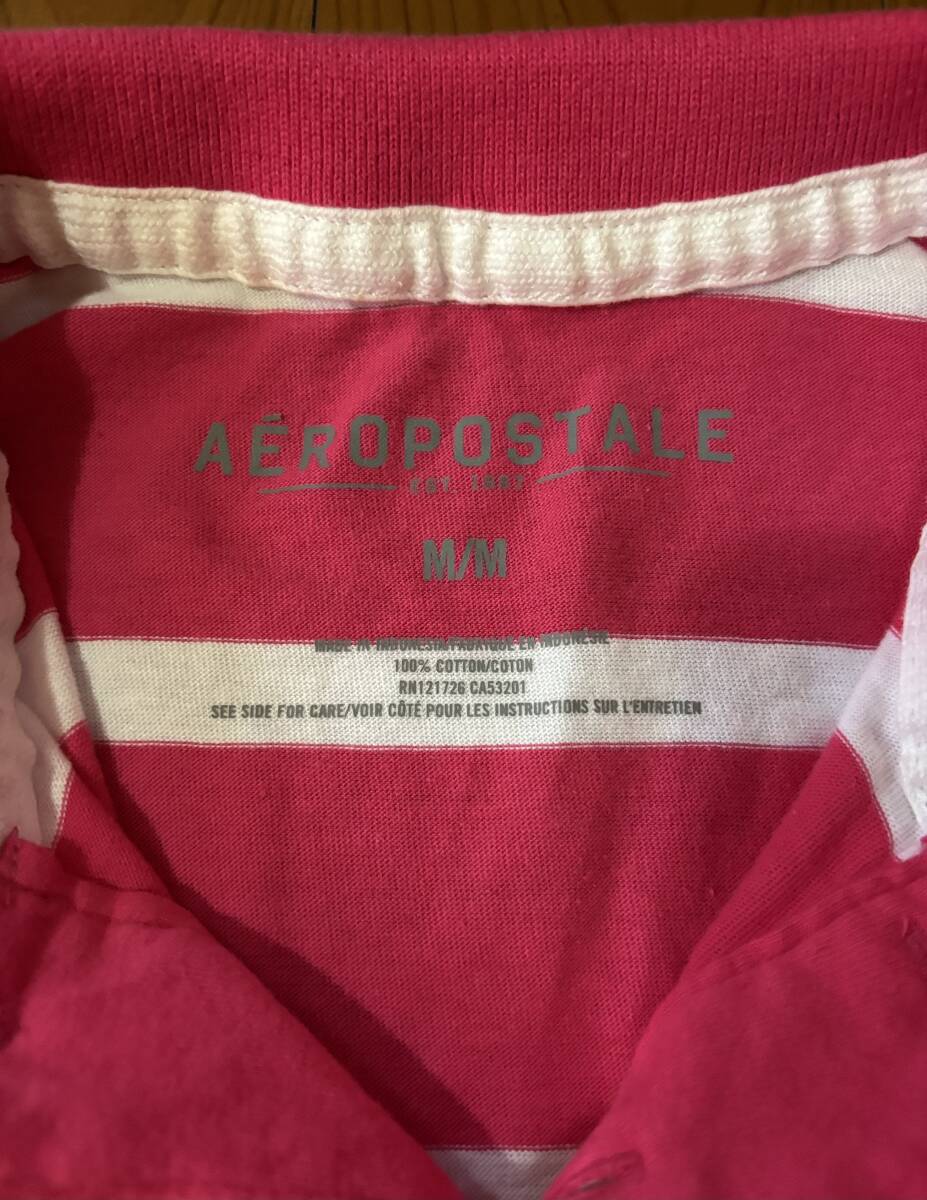 AÉROPOSTALE
EST. 1987
M/M
MADE IN INDONESIA/FABRIQUÉ EN INDONÉSIE
100% COTTON/COTON
RN121726 CA53201
SEE SIDE FOR CARE/VOIR CÔTÉ POUR LES INSTRUCTIONS SUR L'ENTRETIEN